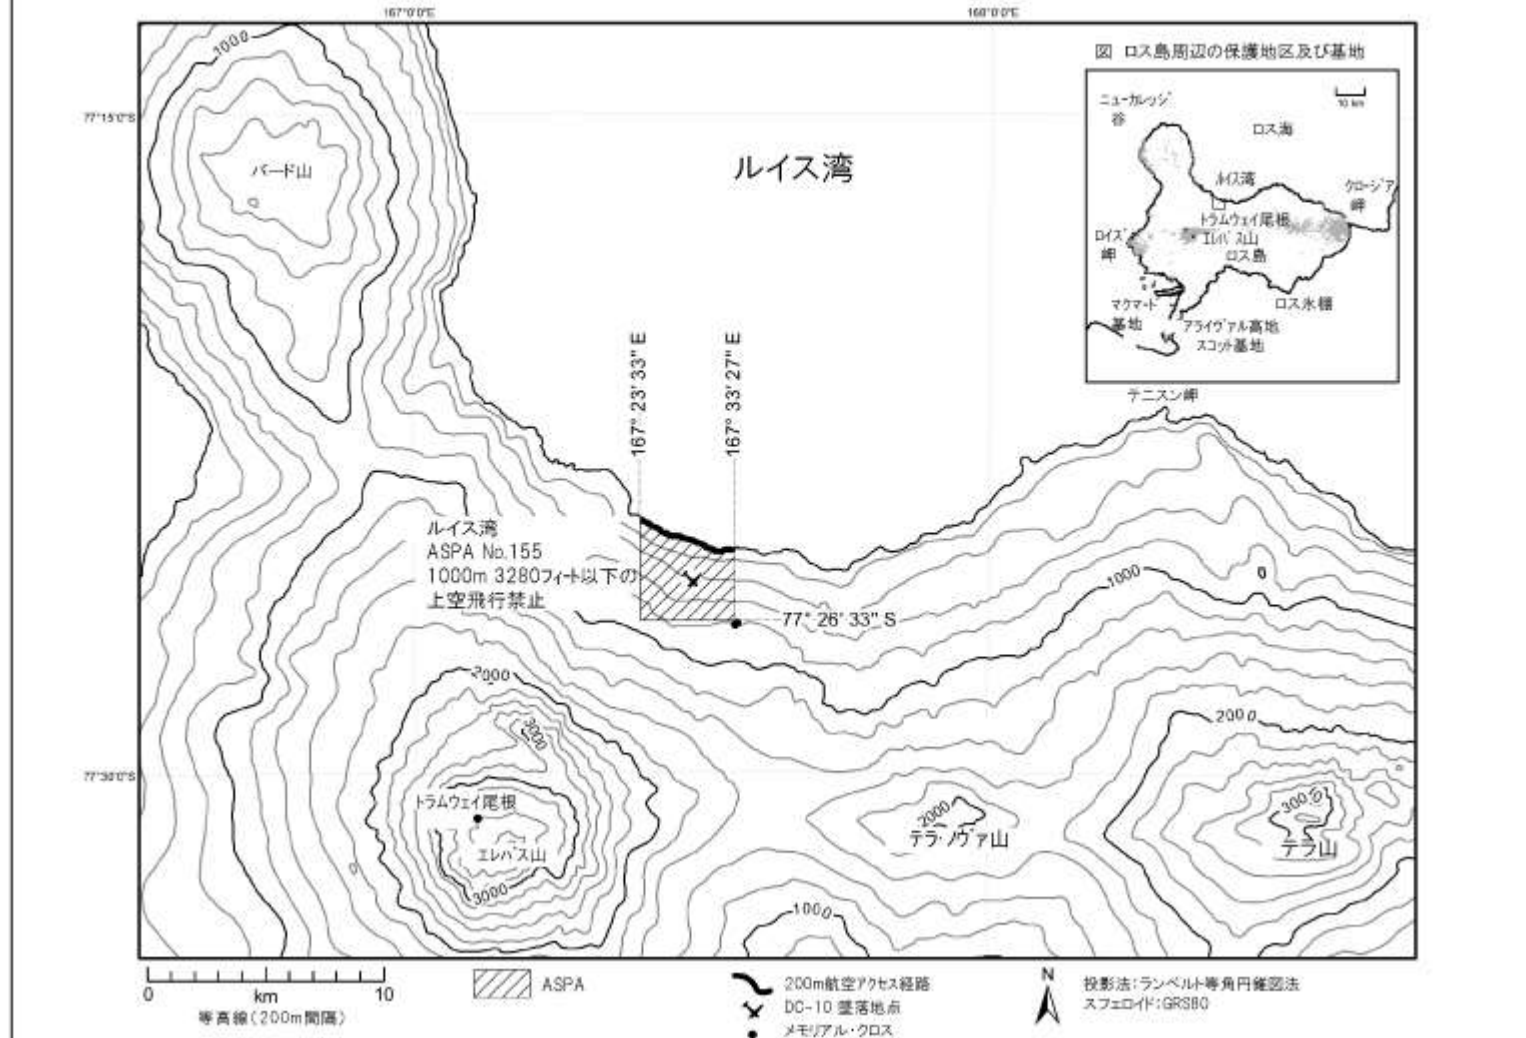 167°0'0"E
168°0'0"E
1000
図 ロス島周辺の保護地区及び基地
10 km
ニューカレッジ
谷
ロス海
77°15'0"S
バード山
ルイス湾
ルイス湾
クロージア
岬
トラムウェイ尾根
ロイズ
岬
エレバス山
ロス島
マクマード
基地
ロス氷棚
アライヴァル高地
スコット基地
167° 23' 33" E
167° 33' 27" E
テニスン岬
ルイス湾
ASPA No.155
1000m 3280フィート以下の
上空飛行禁止
1000
77° 26' 33" S
2000
3000
2000
77°30'0"S
トラムウェイ尾根
エレバス山
3000
2000
テラ・ノヴァ山
3000
テラ山
1000
0 km 10
等高線(200m間隔)
ASPA
200m航空アクセス経路
DC-10 墜落地点
メモリアル・クロス
N
投影法:ランベルト等角円錐図法
スフェロイド:GRS80